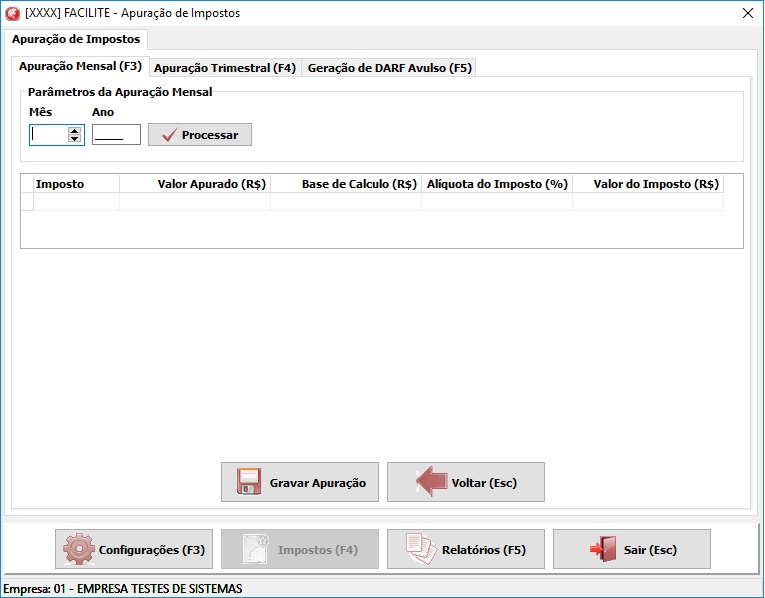 [XXXX] FACILITE - Apuração de Impostos
Apuração de Impostos
Apuração Mensal (F3) Apuração Trimestral (F4) Geração de DARF Avulso (F5)
Parâmetros da Apuração Mensal
Mês Ano
Processar
Imposto Valor Apurado (R$) Base de Calculo (R$) Alíquota do Imposto (%) Valor do Imposto (R$)
Gravar Apuração Voltar (Esc)
Configurações (F3) Impostos (F4) Relatórios (F5) Sair (Esc)
Empresa: 01 - EMPRESA TESTES DE SISTEMAS